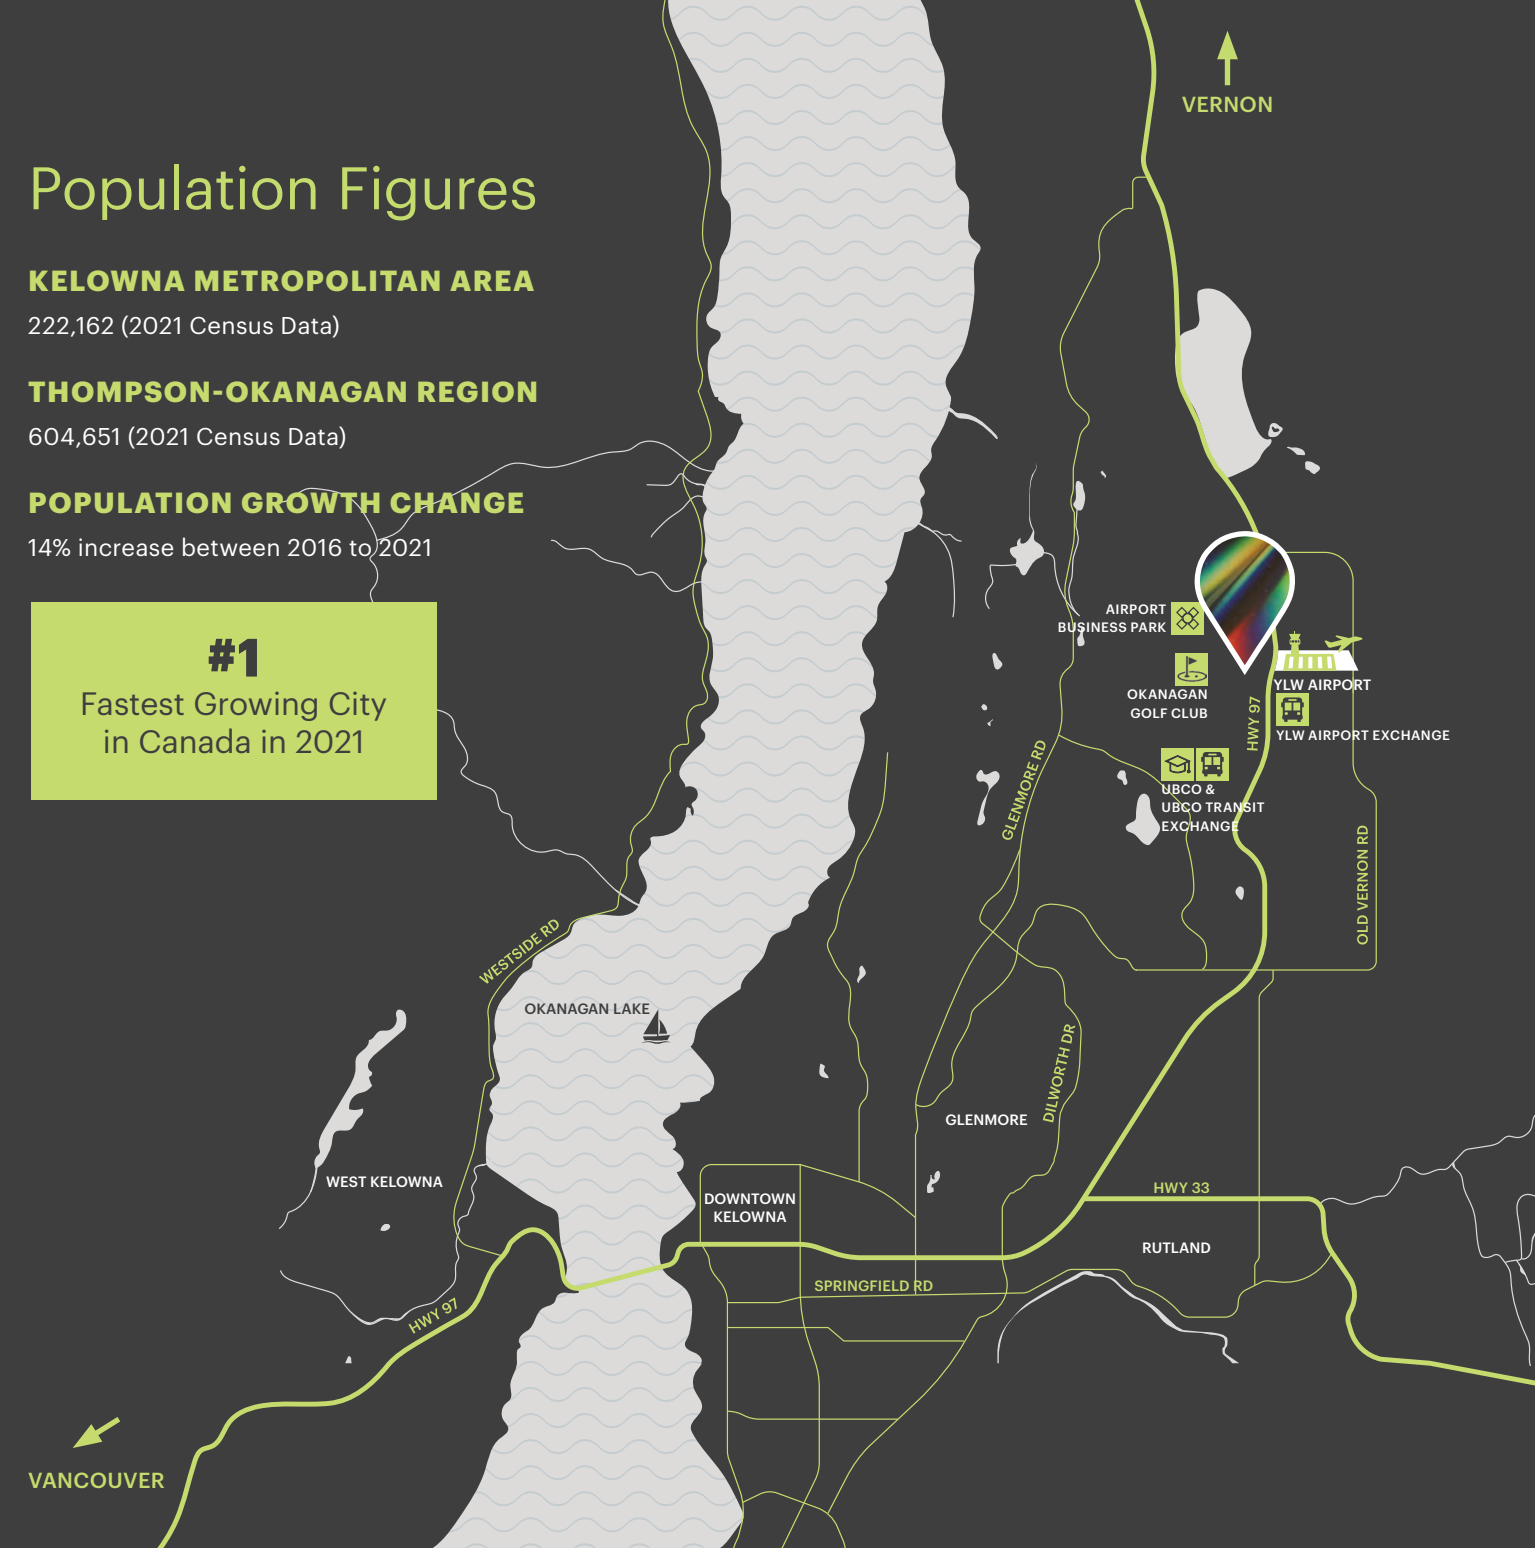 Population Figures
KELOWNA METROPOLITAN AREA
222,162 (2021 Census Data)
THOMPSON-OKANAGAN REGION
604,651 (2021 Census Data)
POPULATION GROWTH CHANGE
14% increase between 2016 to 2021
#1
Fastest Growing City
in Canada in 2021
VERNON
AIRPORT
BUSINESS PARK
OKANAGAN
GOLF CLUB
YLW AIRPORT
HWY 97
YLW AIRPORT EXCHANGE
UBCO &
UBCO TRANSIT
EXCHANGE
GLENMORE RD
OLD VERNON RD
WESTSIDE RD
OKANAGAN LAKE
DILWORTH DR
GLENMORE
WEST KELOWNA
DOWNTOWN
KELOWNA
HWY 33
RUTLAND
SPRINGFIELD RD
HWY 97
VANCOUVER